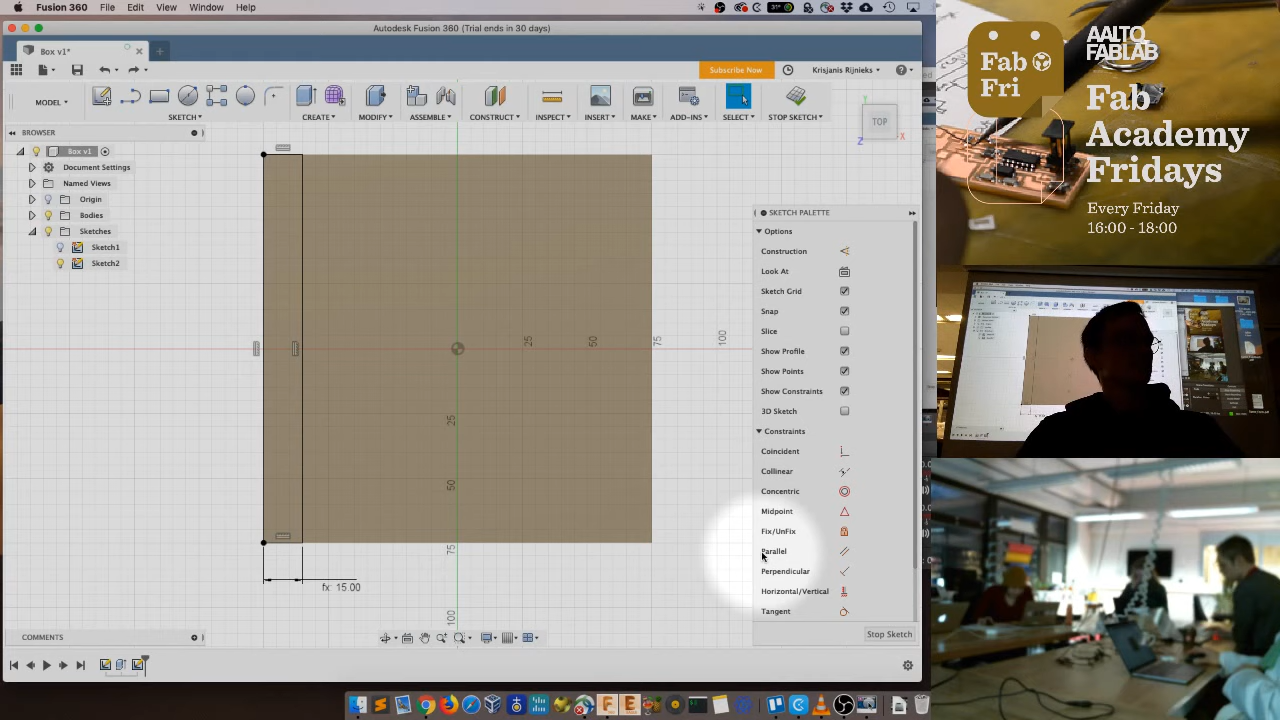 Fusion 360 File Edit View Window Help
31°
Autodesk Fusion 360 (Trial ends in 30 days)
Box v1*
Subscribe Now Krisjanis Rijnieks
MODEL
SKETCH CREATE MODIFY ASSEMBLE CONSTRUCT INSPECT INSERT MAKE ADD-INS SELECT STOP SKETCH
BROWSER
Box v1
Document Settings
Named Views
Origin
Bodies
Sketches
Sketch1
Sketch2
TOP
X
Y
Z
25
50
75
100
25
50
75
100
fx: 15.00
SKETCH PALETTE
Options
Construction
Look At
Sketch Grid
Snap
Slice
Show Profile
Show Points
Show Constraints
3D Sketch
Constraints
Coincident
Collinear
Concentric
Midpoint
Fix/UnFix
Parallel
Perpendicular
Horizontal/Vertical
Tangent
Stop Sketch
COMMENTS
Fab
Fri
AALTO
FABLAB
Fab
Academy
Fridays
Every Friday
16:00 - 18:00